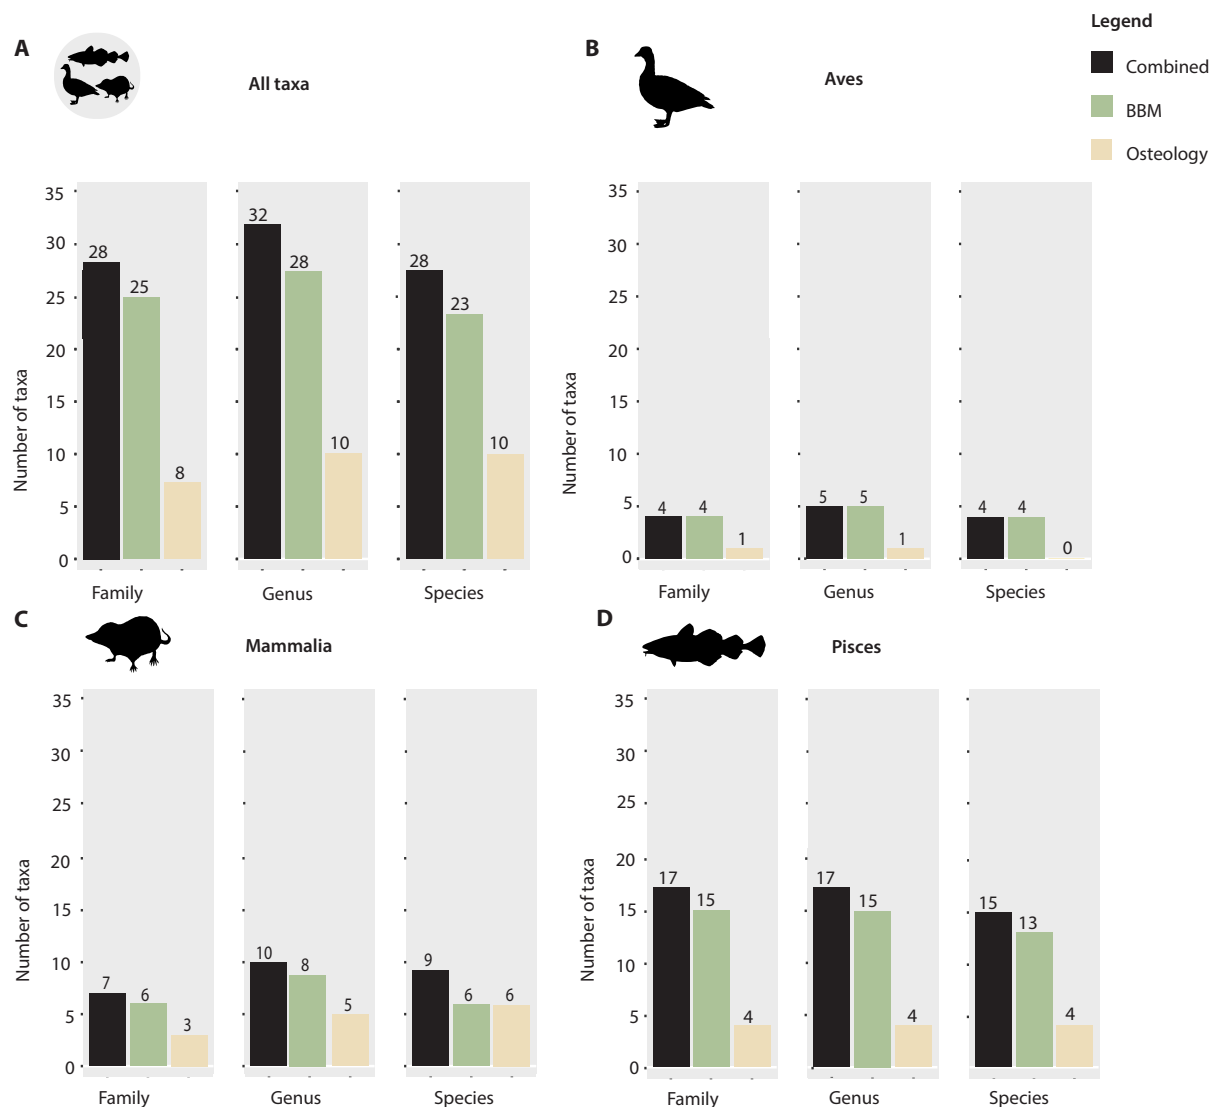 Legend
Combined
BBM
Osteology
A
All taxa
Number of taxa
35
30
25
20
15
10
5
0
28
25
8
Family
32
28
10
Genus
28
23
10
Species
B
Aves
Number of taxa
35
30
25
20
15
10
5
0
4
4
1
Family
5
5
1
Genus
4
4
0
Species
C
Mammalia
Number of taxa
35
30
25
20
15
10
5
0
7
6
3
Family
10
8
5
Genus
9
6
6
Species
D
Pisces
Number of taxa
35
30
25
20
15
10
5
0
17
15
4
Family
17
15
4
Genus
15
13
4
Species